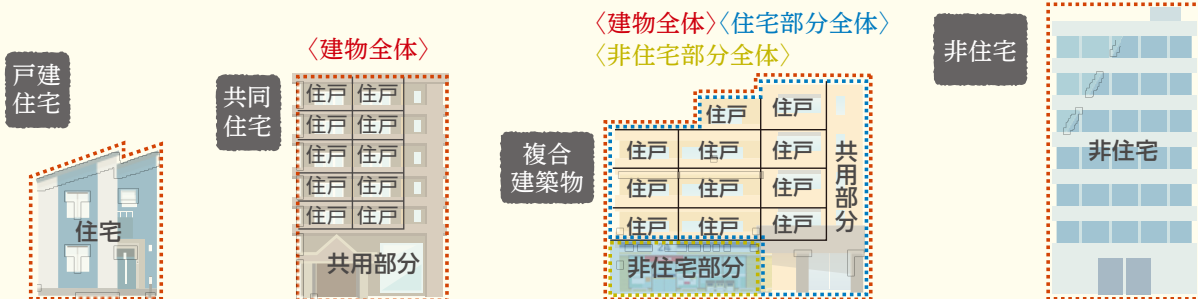 戸建
住宅
住宅
〈建物全体〉
共同
住宅
住戸 住戸
住戸 住戸
住戸 住戸
住戸 住戸
住戸 住戸
共用部分
〈建物全体〉〈住宅部分全体〉
〈非住宅部分全体〉
複合
建築物
住戸 住戸
住戸 住戸 住戸
住戸 住戸 住戸
住戸 住戸 住戸
共用部分
非住宅部分
非住宅
非住宅